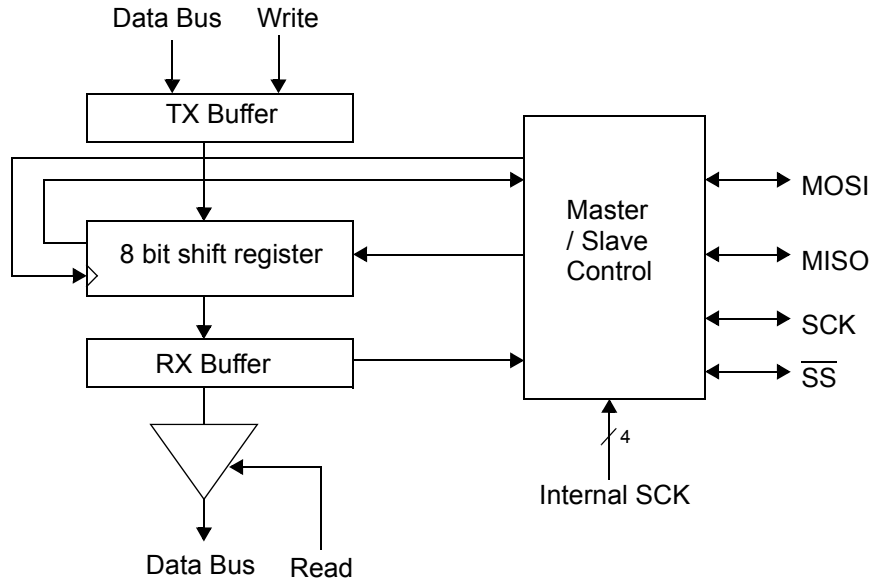 Data Bus
Write
TX Buffer
8 bit shift register
RX Buffer
Master
/ Slave
Control
MOSI
MISO
SCK
SS
4
Internal SCK
Data Bus
Read